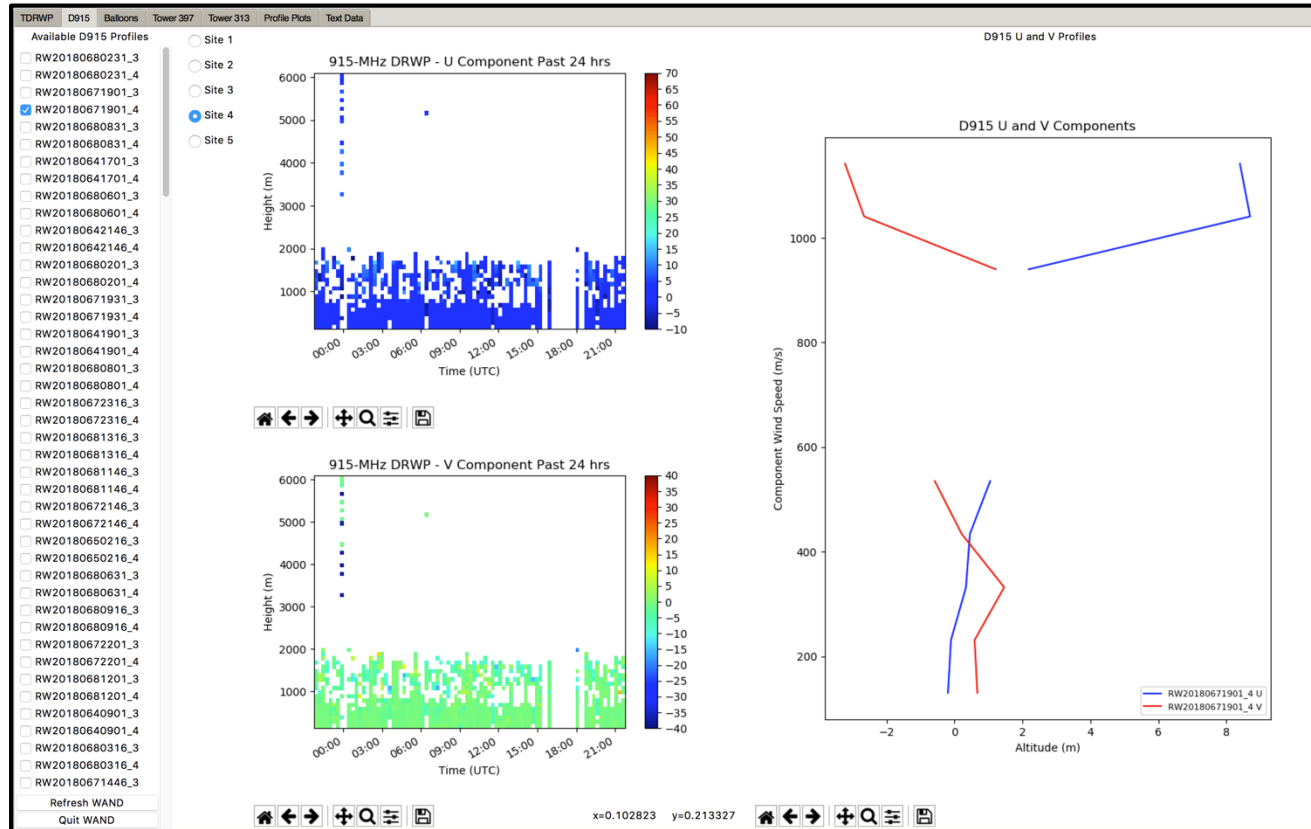 TDRWP D915 Balloons Tower 397 Tower 313 Profile Plots Text Data
Available D915 Profiles
RW20180680231_3
RW20180680231_4
RW20180671901_3
RW20180671901_4
RW20180680831_3
RW20180680831_4
RW20180641701_3
RW20180641701_4
RW20180680601_3
RW20180680601_4
RW20180642146_3
RW20180642146_4
RW20180680201_3
RW20180680201_4
RW20180671931_3
RW20180671931_4
RW20180641901_3
RW20180641901_4
RW20180680801_3
RW20180680801_4
RW20180672316_3
RW20180672316_4
RW20180681316_3
RW20180681316_4
RW20180681146_3
RW20180681146_4
RW20180672146_3
RW20180672146_4
RW20180650216_3
RW20180650216_4
RW20180680631_3
RW20180680631_4
RW20180680916_3
RW20180680916_4
RW20180672201_3
RW20180672201_4
RW20180681201_3
RW20180681201_4
RW20180640901_3
RW20180640901_4
RW20180680316_3
RW20180680316_4
RW20180671446_3
Refresh WAND
Quit WAND
Site 1
Site 2
Site 3
Site 4
Site 5
915-MHz DRWP - U Component Past 24 hrs
Height (m)
6000
5000
4000
3000
2000
1000
00:00 03:00 06:00 09:00 12:00 15:00 18:00 21:00
Time (UTC)
70
65
60
55
50
45
40
35
30
25
20
15
10
5
0
−5
−10
915-MHz DRWP - V Component Past 24 hrs
Height (m)
6000
5000
4000
3000
2000
1000
00:00 03:00 06:00 09:00 12:00 15:00 18:00 21:00
Time (UTC)
40
35
30
25
20
15
10
5
0
−5
−10
−15
−20
−25
−30
−35
−40
x=0.102823 y=0.213327
D915 U and V Profiles
D915 U and V Components
Component Wind Speed (m/s)
1000
800
600
400
200
−2 0 2 4 6 8
Altitude (m)
RW20180671901_4 U
RW20180671901_4 V